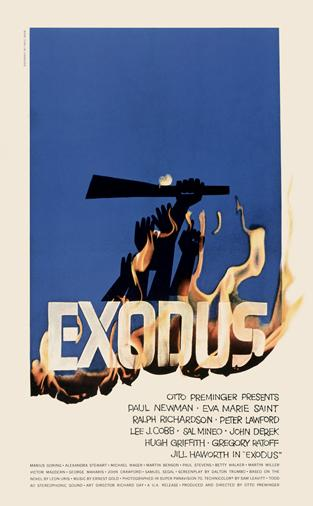 EXODUS
OTTO PREMINGER PRESENTS
PAUL NEWMAN · EVA MARIE SAINT
RALPH RICHARDSON · PETER LAWFORD
LEE J. COBB · SAL MINEO · JOHN DEREK
HUGH GRIFFITH · GREGORY RATOFF
JILL HAWORTH IN "EXODUS"
MARIUS GORING · ALEXANDRA STEWART · MICHAEL WAGER · MARTIN BENSON · PAUL STEVENS · BETTY WALKER · MARTIN MILLER
VICTOR MADDERN · GEORGE MAHARIS · JOHN CRAWFORD · SAMUEL SEGAL · SCREENPLAY BY DALTON TRUMBO · BASED ON THE
NOVEL BY LEON URIS · MUSIC BY ERNEST GOLD · PHOTOGRAPHED IN SUPER PANAVISION 70, TECHNICOLOR® BY SAM LEAVITT · TODD
AO STEREOPHONIC SOUND · ART DIRECTOR RICHARD DAY · A U.A. RELEASE · PRODUCED AND DIRECTED BY OTTO PREMINGER